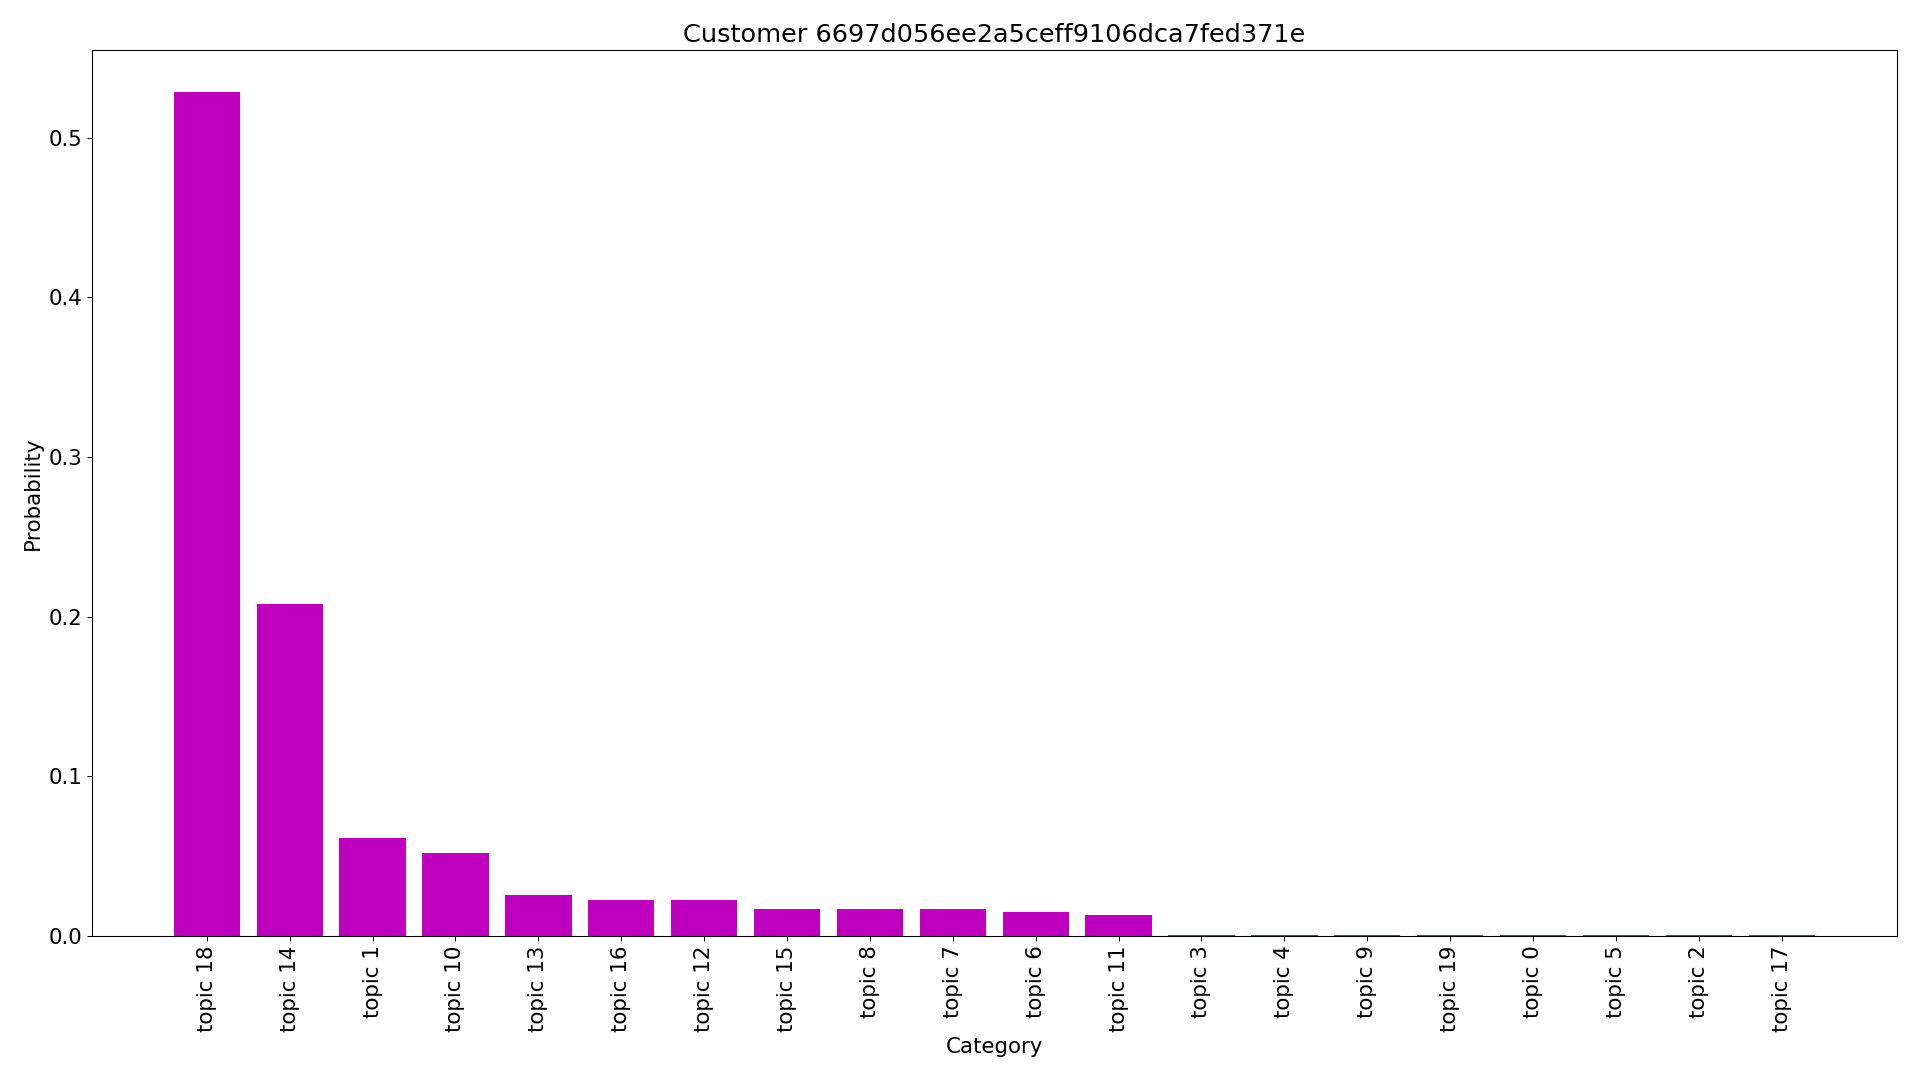 Customer 6697d056ee2a5ceff9106dca7fed371e
Probability
0.5
0.4
0.3
0.2
0.1
0.0
topic 18
topic 14
topic 1
topic 10
topic 13
topic 16
topic 12
topic 15
topic 8
topic 7
topic 6
topic 11
topic 3
topic 4
topic 9
topic 19
topic 0
topic 5
topic 2
topic 17
Category